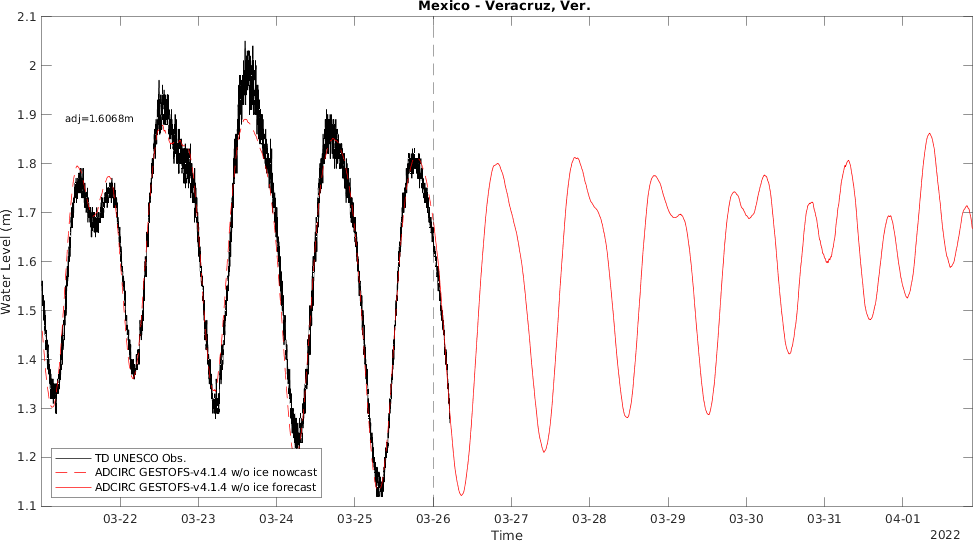 Mexico - Veracruz, Ver.
2.1
2
1.9
1.8
1.7
1.6
1.5
1.4
1.3
1.2
1.1
Water Level (m)
adj=1.6068m
TD UNESCO Obs.
ADCIRC GESTOFS-v4.1.4 w/o ice nowcast
ADCIRC GESTOFS-v4.1.4 w/o ice forecast
03-22 03-23 03-24 03-25 03-26 03-27 03-28 03-29 03-30 03-31 04-01
Time
2022